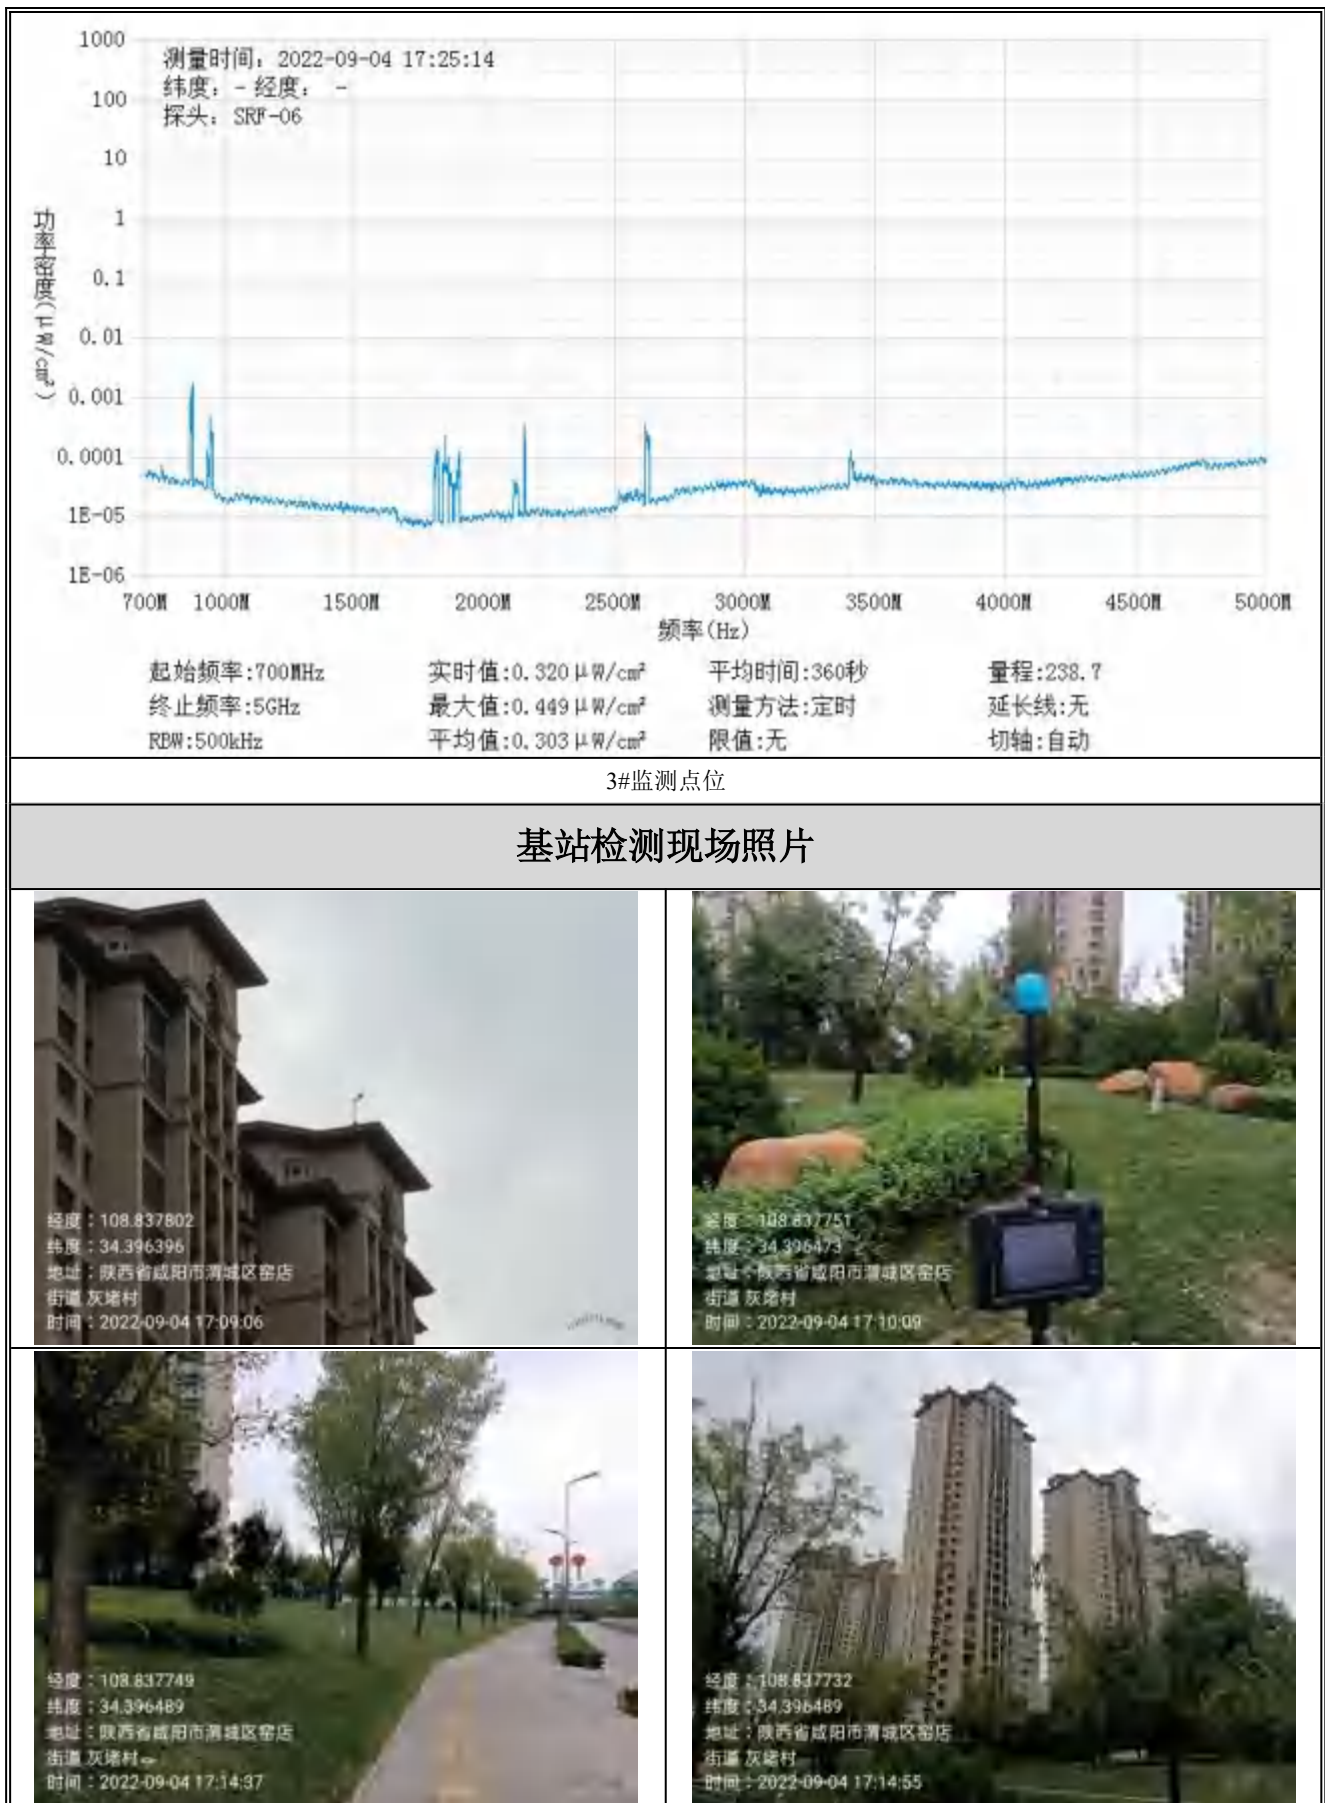 1000
100
10
1
0.1
0.01
0.001
0.0001
1E-05
1E-06
功率密度(μW/cm²)
测量时间：2022-09-04 17:25:14
纬度：- 经度： -
探头：SRF-06
700M 1000M 1500M 2000M 2500M 3000M 3500M 4000M 4500M 5000M
频率(Hz)
起始频率:700MHz 实时值:0.320μW/cm² 平均时间:360秒 量程:238.7
终止频率:5GHz 最大值:0.449μW/cm² 测量方法:定时 延长线:无
RBW:500kHz 平均值:0.303μW/cm² 限值:无 切轴:自动
3#监测点位
基站检测现场照片
经度：108.837802
纬度：34.396396
地址：陕西省咸阳市渭城区窑店
街道 灰堆村
时间：2022-09-04 17:09:06
经度：108.837751
纬度：34.396473
地址：陕西省咸阳市渭城区窑店
街道 灰堆村
时间：2022-09-04 17:10:09
经度：108.837749
纬度：34.396489
地址：陕西省咸阳市渭城区窑店
街道 灰堆村
时间：2022-09-04 17:14:37
经度：108.837732
纬度：34.396489
地址：陕西省咸阳市渭城区窑店
街道 灰堆村
时间：2022-09-04 17:14:55